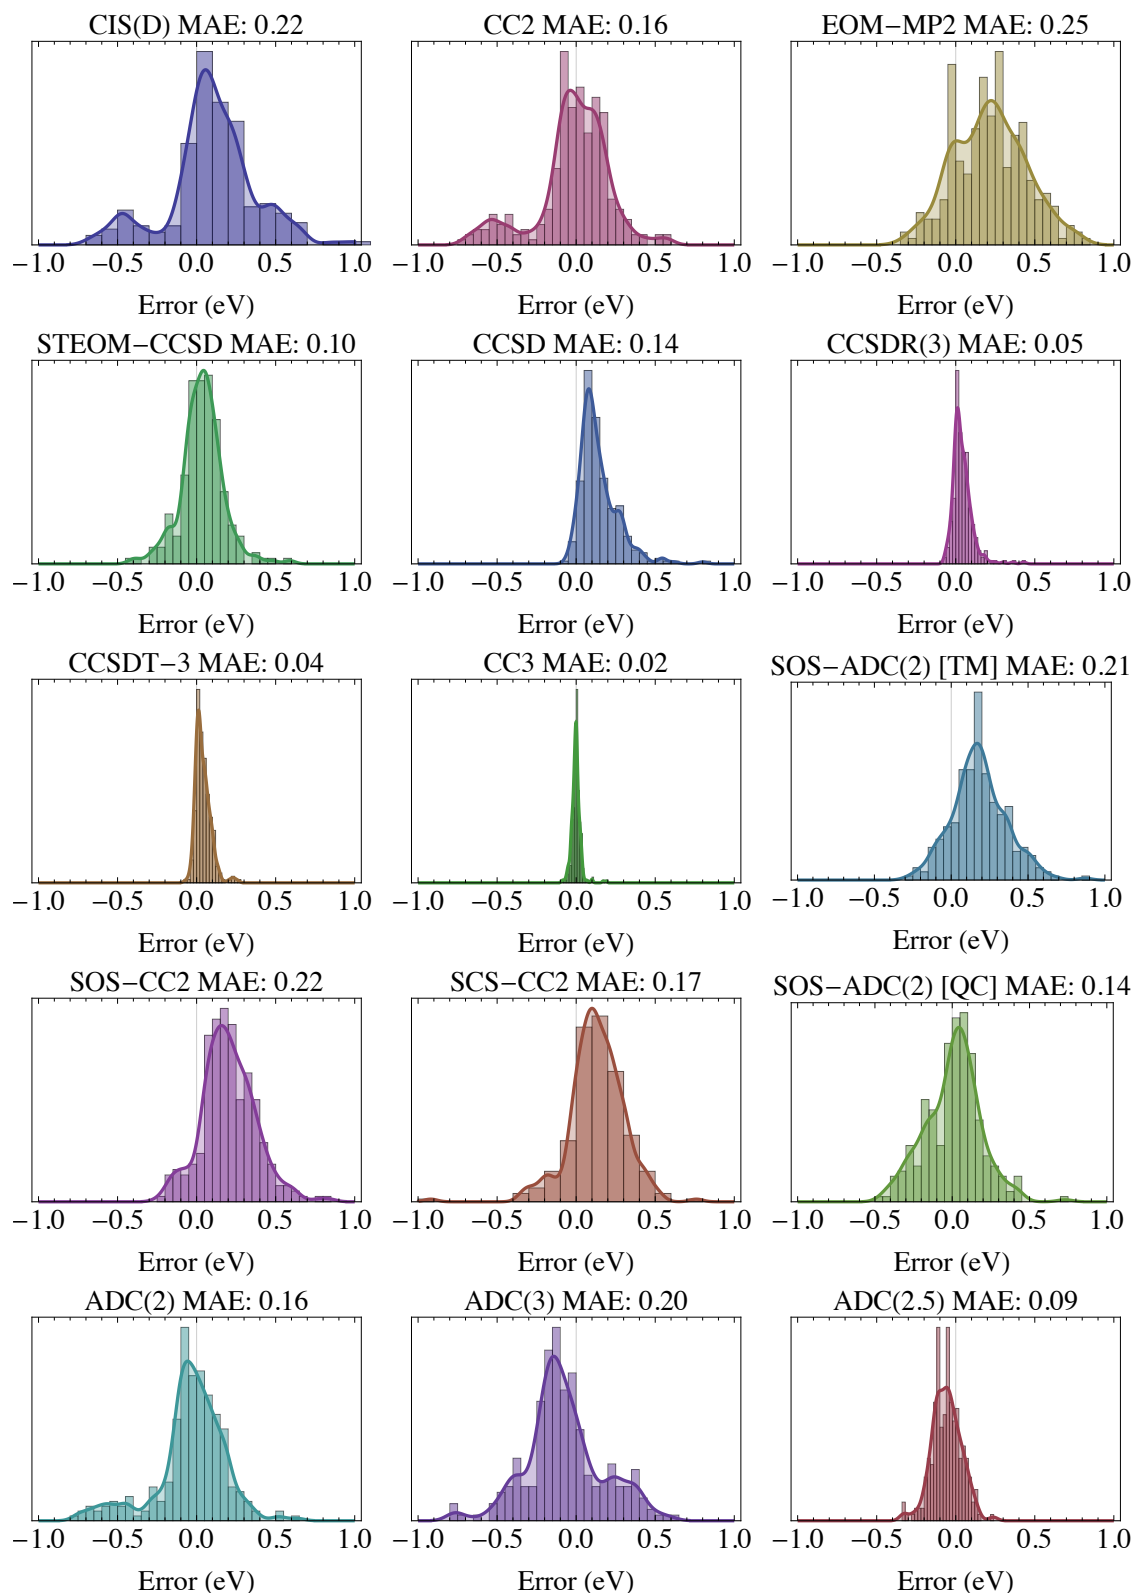 CIS(D) MAE: 0.22
CC2 MAE: 0.16
EOM−MP2 MAE: 0.25
−1.0 −0.5 0.0 0.5 1.0
−1.0 −0.5 0.0 0.5 1.0
−1.0 −0.5 0.0 0.5 1.0
Error (eV)
Error (eV)
Error (eV)
STEOM−CCSD MAE: 0.10
CCSD MAE: 0.14
CCSDR(3) MAE: 0.05
−1.0 −0.5 0.0 0.5 1.0
−1.0 −0.5 0.0 0.5 1.0
−1.0 −0.5 0.0 0.5 1.0
Error (eV)
Error (eV)
Error (eV)
CCSDT−3 MAE: 0.04
CC3 MAE: 0.02
SOS−ADC(2) [TM] MAE: 0.21
−1.0 −0.5 0.0 0.5 1.0
−1.0 −0.5 0.0 0.5 1.0
−1.0 −0.5 0.0 0.5 1.0
Error (eV)
Error (eV)
Error (eV)
SOS−CC2 MAE: 0.22
SCS−CC2 MAE: 0.17
SOS−ADC(2) [QC] MAE: 0.14
−1.0 −0.5 0.0 0.5 1.0
−1.0 −0.5 0.0 0.5 1.0
−1.0 −0.5 0.0 0.5 1.0
Error (eV)
Error (eV)
Error (eV)
ADC(2) MAE: 0.16
ADC(3) MAE: 0.20
ADC(2.5) MAE: 0.09
−1.0 −0.5 0.0 0.5 1.0
−1.0 −0.5 0.0 0.5 1.0
−1.0 −0.5 0.0 0.5 1.0
Error (eV)
Error (eV)
Error (eV)